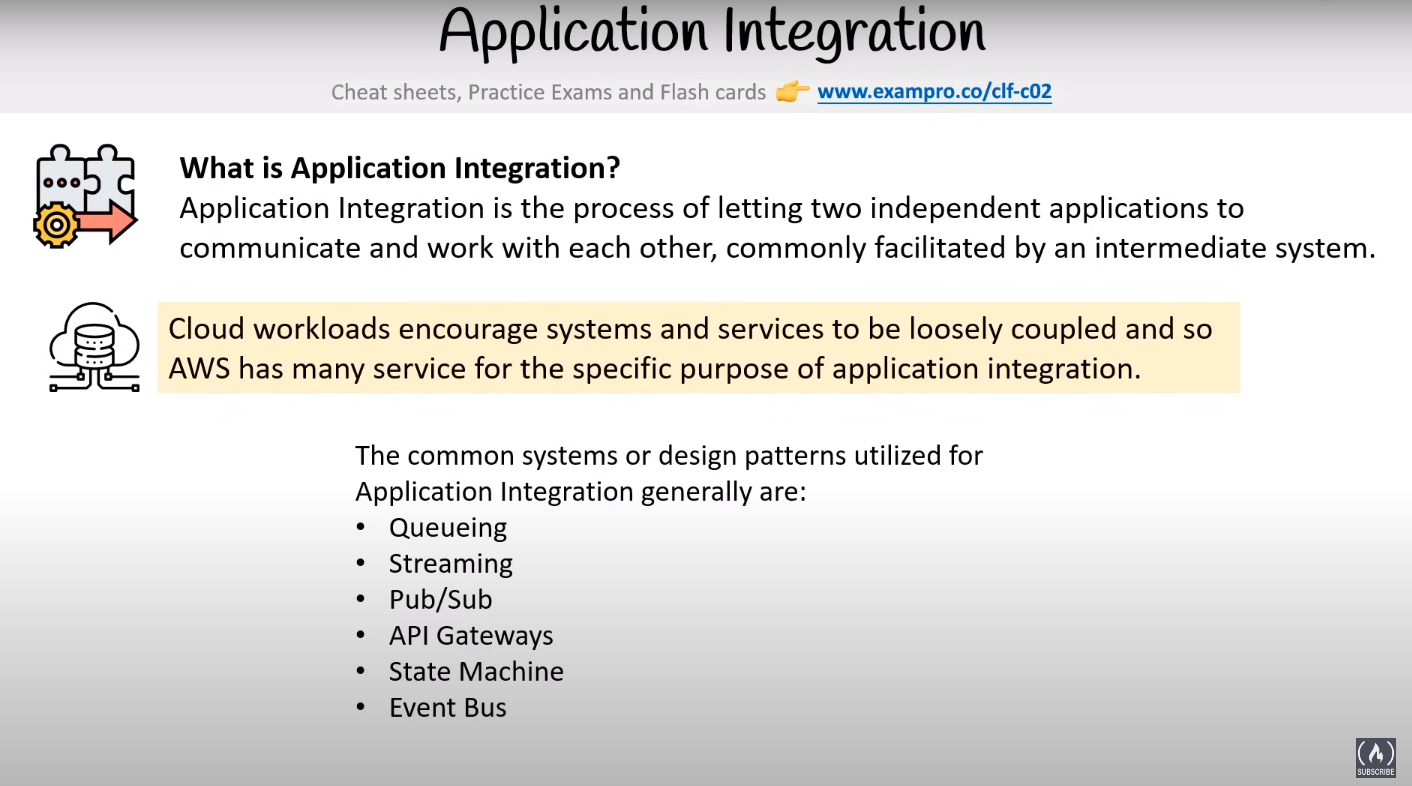 Application Integration
Cheat sheets, Practice Exams and Flash cards 👉 www.exampro.co/clf-c02
What is Application Integration?
Application Integration is the process of letting two independent applications to
communicate and work with each other, commonly facilitated by an intermediate system.
Cloud workloads encourage systems and services to be loosely coupled and so
AWS has many service for the specific purpose of application integration.
The common systems or design patterns utilized for
Application Integration generally are:
• Queueing
• Streaming
• Pub/Sub
• API Gateways
• State Machine
• Event Bus
SUBSCRIBE